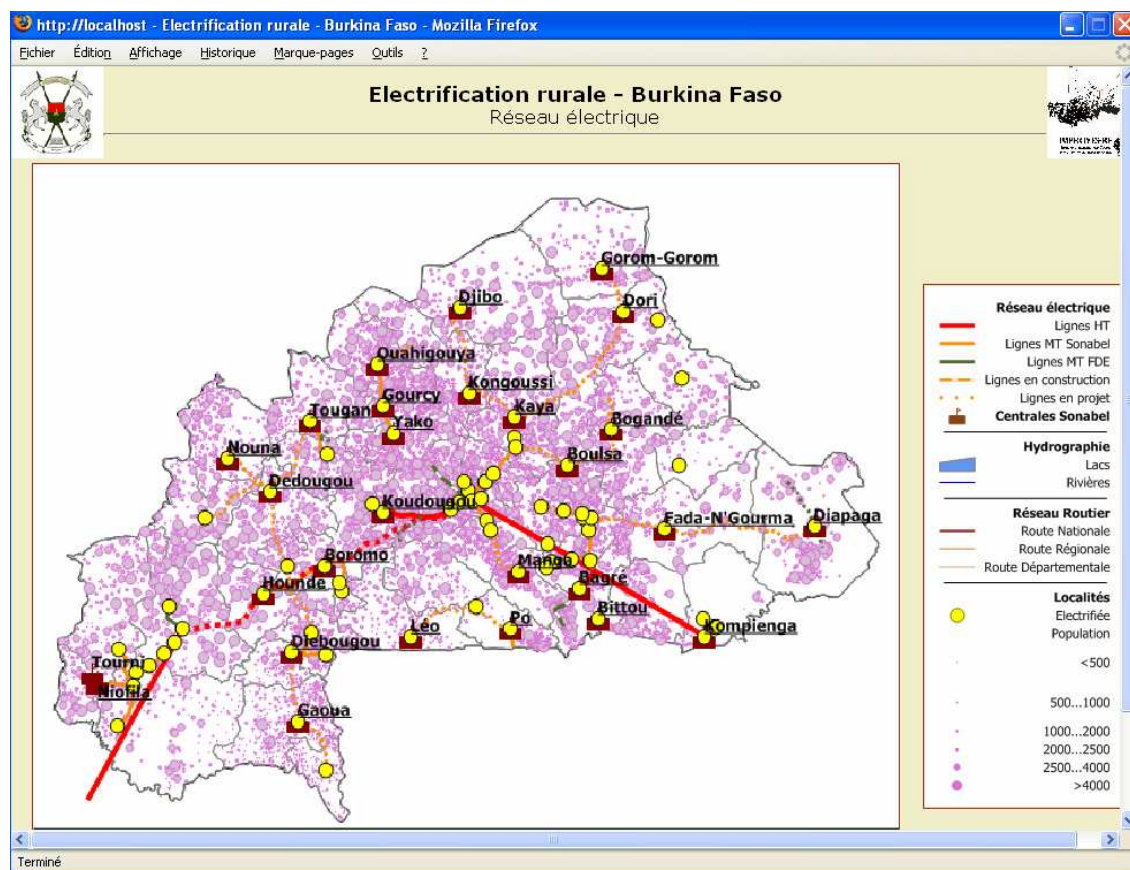 http://localhost - Electrification rurale - Burkina Faso - Mozilla Firefox
Fichier Édition Affichage Historique Marque-pages Outils ?
Electrification rurale - Burkina Faso
Réseau électrique
Gorom-Gorom
Djibo
Dori
Ouahigouya
Kongoussi
Gourcy
Kaya
Tougan
Yako
Bogandé
Nouna
Boulsa
Dedougou
Koudougou
Fada-N'Gourma
Diapaga
Boromo
Manga
Hounde
Bagre
Bittou
Leo
Po
Kompienga
Diebougou
Tourni
Niofila
Gaoua
Réseau électrique
Lignes HT
Lignes MT Sonabel
Lignes MT FDE
Lignes en construction
Lignes en projet
Centrales Sonabel
Hydrographie
Lacs
Rivières
Réseau Routier
Route Nationale
Route Régionale
Route Départementale
Localités
Electrifiée
Population
<500
500...1000
1000...2000
2000...2500
2500...4000
>4000
Terminé